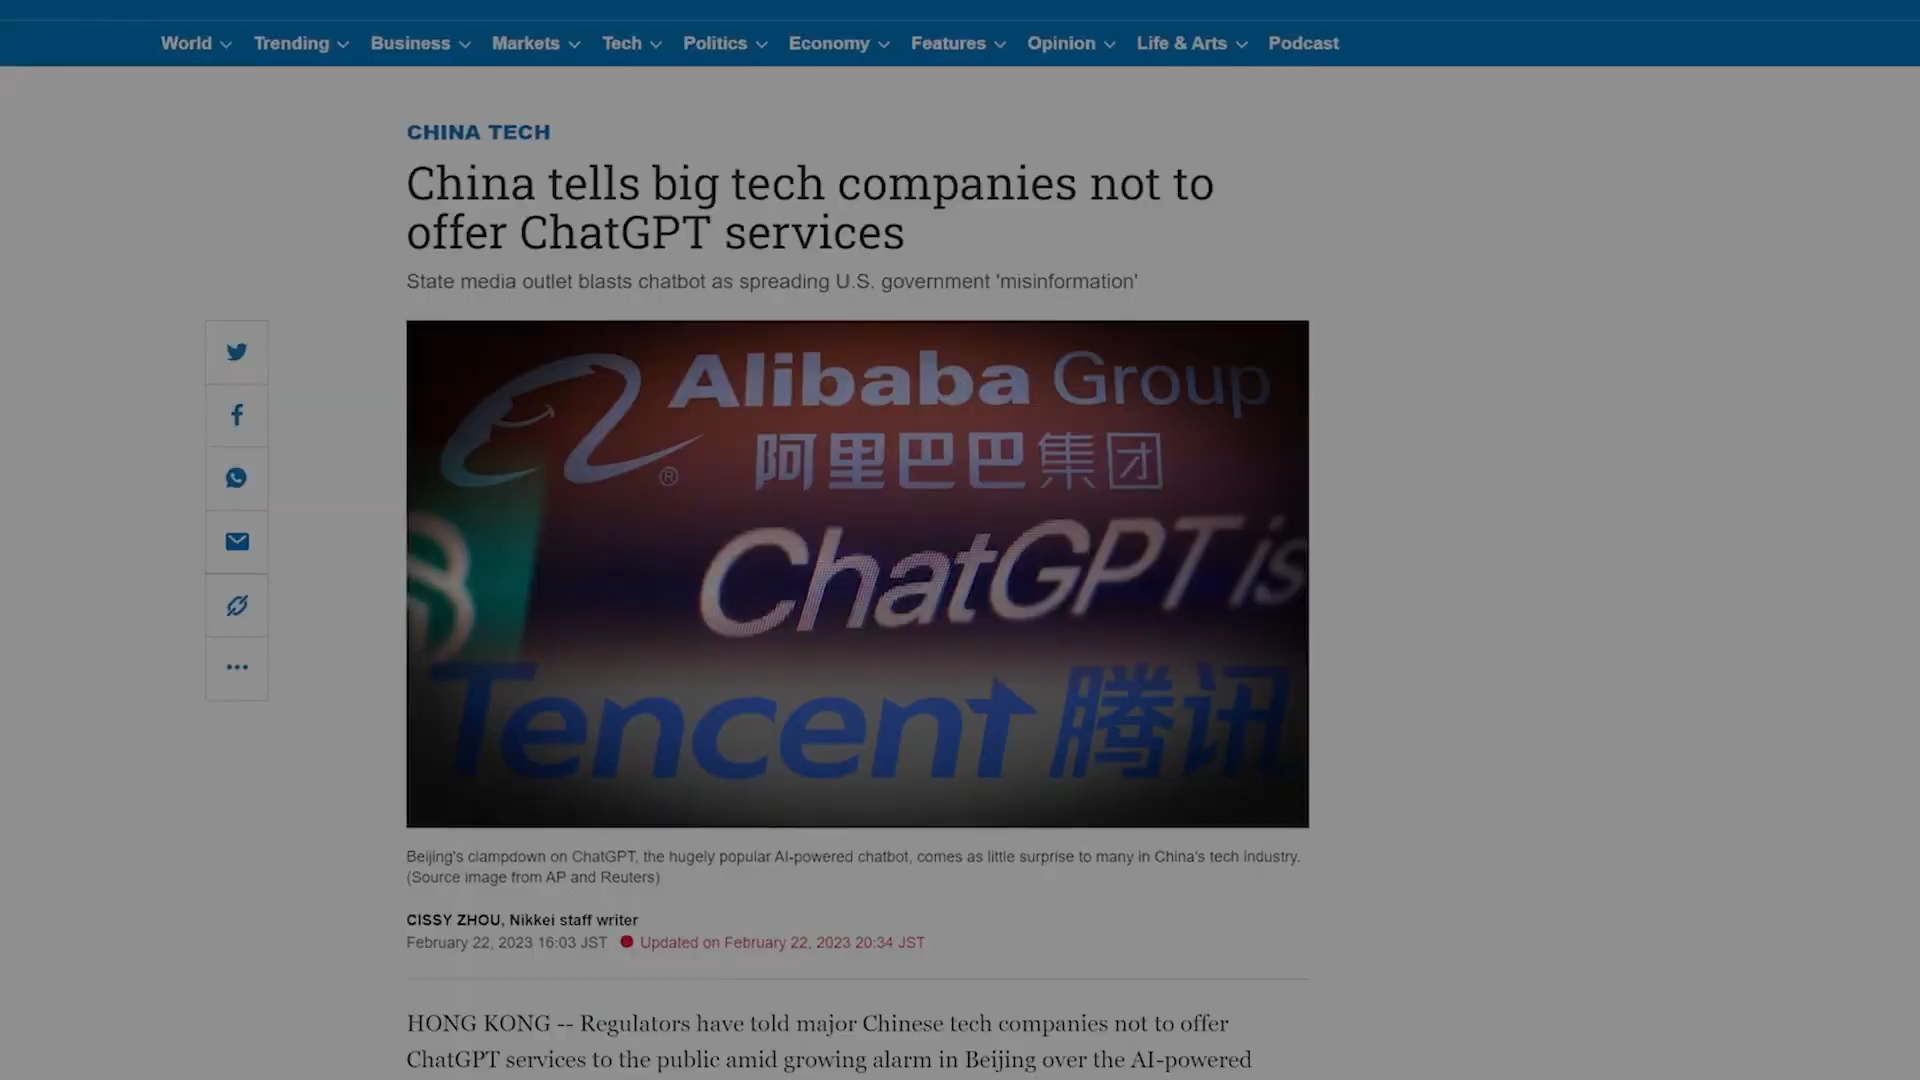 World Trending Business Markets Tech Politics Economy Features Opinion Life & Arts Podcast
CHINA TECH
China tells big tech companies not to
offer ChatGPT services
State media outlet blasts chatbot as spreading U.S. government 'misinformation'
Alibaba Group
®
阿里巴巴集团
ChatGPT is
Tencent 腾讯
Beijing's clampdown on ChatGPT, the hugely popular AI-powered chatbot, comes as little surprise to many in China's tech industry.
(Source image from AP and Reuters)
CISSY ZHOU, Nikkei staff writer
February 22, 2023 16:03 JST Updated on February 22, 2023 20:34 JST
HONG KONG -- Regulators have told major Chinese tech companies not to offer
ChatGPT services to the public amid growing alarm in Beijing over the AI-powered